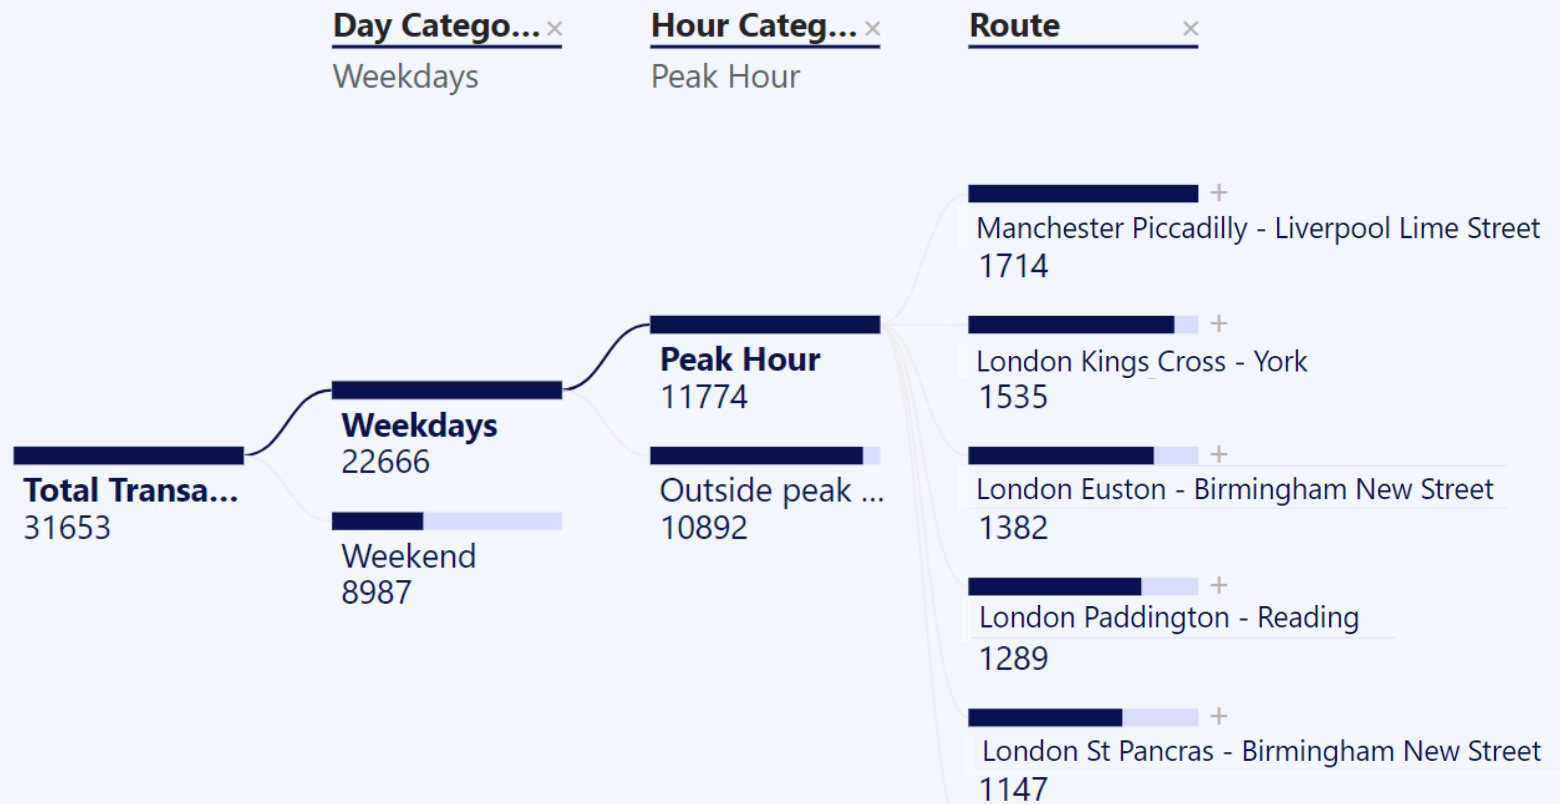 Day Catego... ×
Weekdays
Hour Categ... ×
Peak Hour
Route ×
Total Transa...
31653
Weekdays
22666
Weekend
8987
Peak Hour
11774
Outside peak ...
10892
+
Manchester Piccadilly - Liverpool Lime Street
1714
+
London Kings Cross - York
1535
+
London Euston - Birmingham New Street
1382
+
London Paddington - Reading
1289
+
London St Pancras - Birmingham New Street
1147